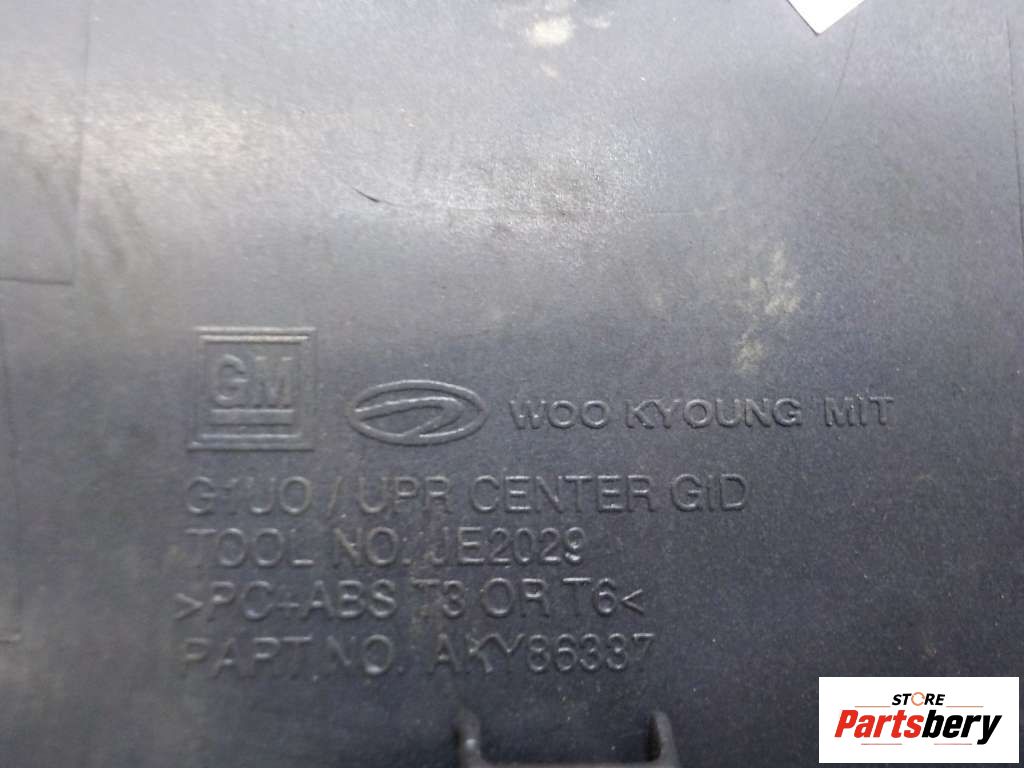 GM
WOO KYOUNG MIT
G1UO / UPR CENTER GID
TOOL NO. JE2029
>PC+ABS T3 OR T6<
PART NO. AKY86337
STORE
Partsbery